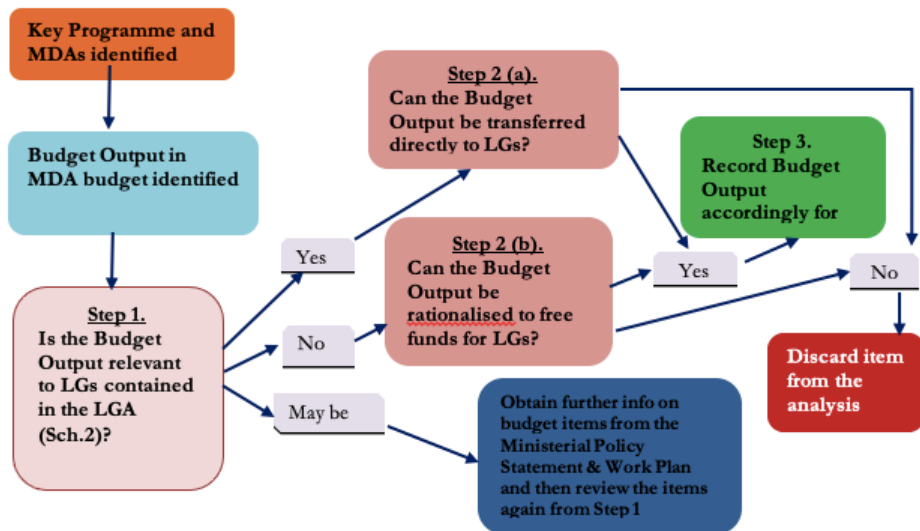 Key Programme and
MDAs identified
Budget Output in
MDA budget identified
Step 1.
Is the Budget
Output relevant
to LGs contained
in the LGA
(Sch.2)?
Yes
No
May be
Step 2 (a).
Can the Budget
Output be transferred
directly to LGs?
Step 2 (b).
Can the Budget
Output be
rationalised to free
funds for LGs?
Obtain further info on
budget items from the
Ministerial Policy
Statement & Work Plan
and then review the items
again from Step 1
Yes
Step 3.
Record Budget
Output
accordingly for
No
Discard item
from the
analysis